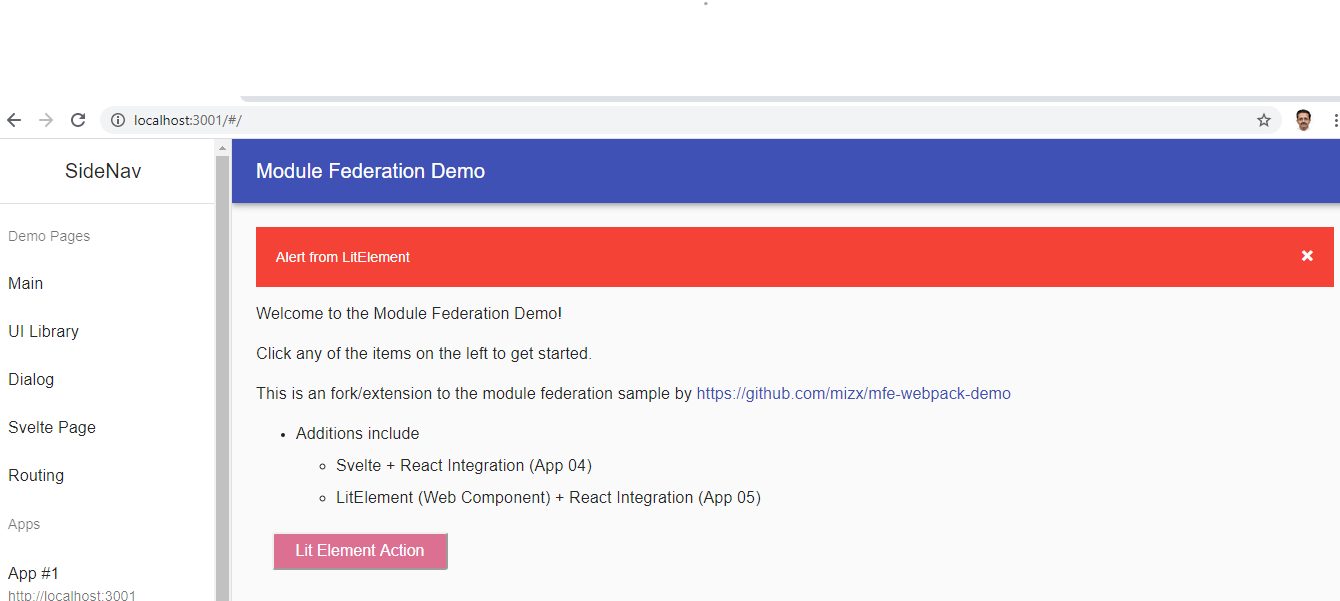 localhost:3001/#/
SideNav
Module Federation Demo
Demo Pages
Main
UI Library
Dialog
Svelte Page
Routing
Apps
App #1
http://localhost:3001
Alert from LitElement
Welcome to the Module Federation Demo!
Click any of the items on the left to get started.
This is an fork/extension to the module federation sample by https://github.com/mizx/mfe-webpack-demo
Additions include
Svelte + React Integration (App 04)
LitElement (Web Component) + React Integration (App 05)
Lit Element Action